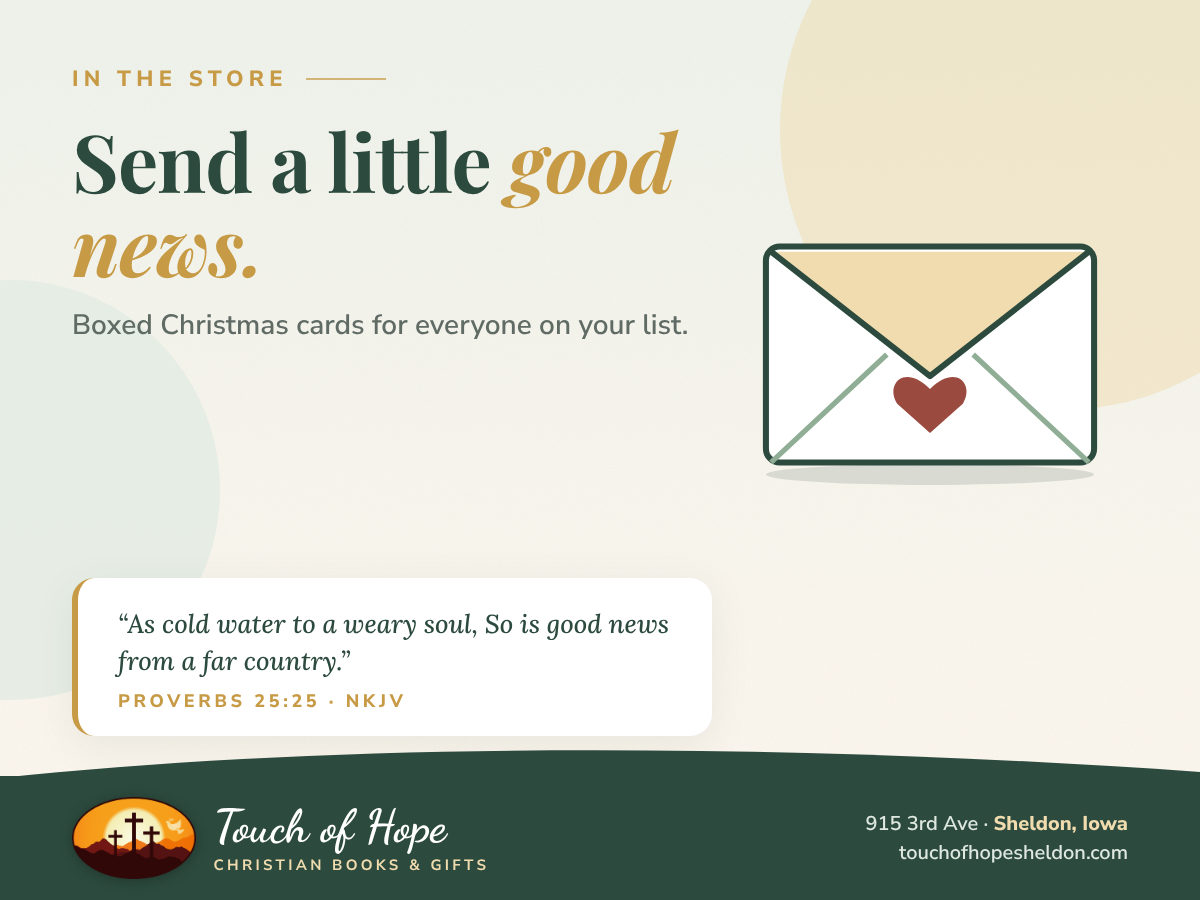 IN THE STORE
Send a little good
news.
Boxed Christmas cards for everyone on your list.
“As cold water to a weary soul, So is good news
from a far country.”
PROVERBS 25:25 · NKJV
Touch of Hope
CHRISTIAN BOOKS & GIFTS
915 3rd Ave · Sheldon, Iowa
touchofhopesheldon.com